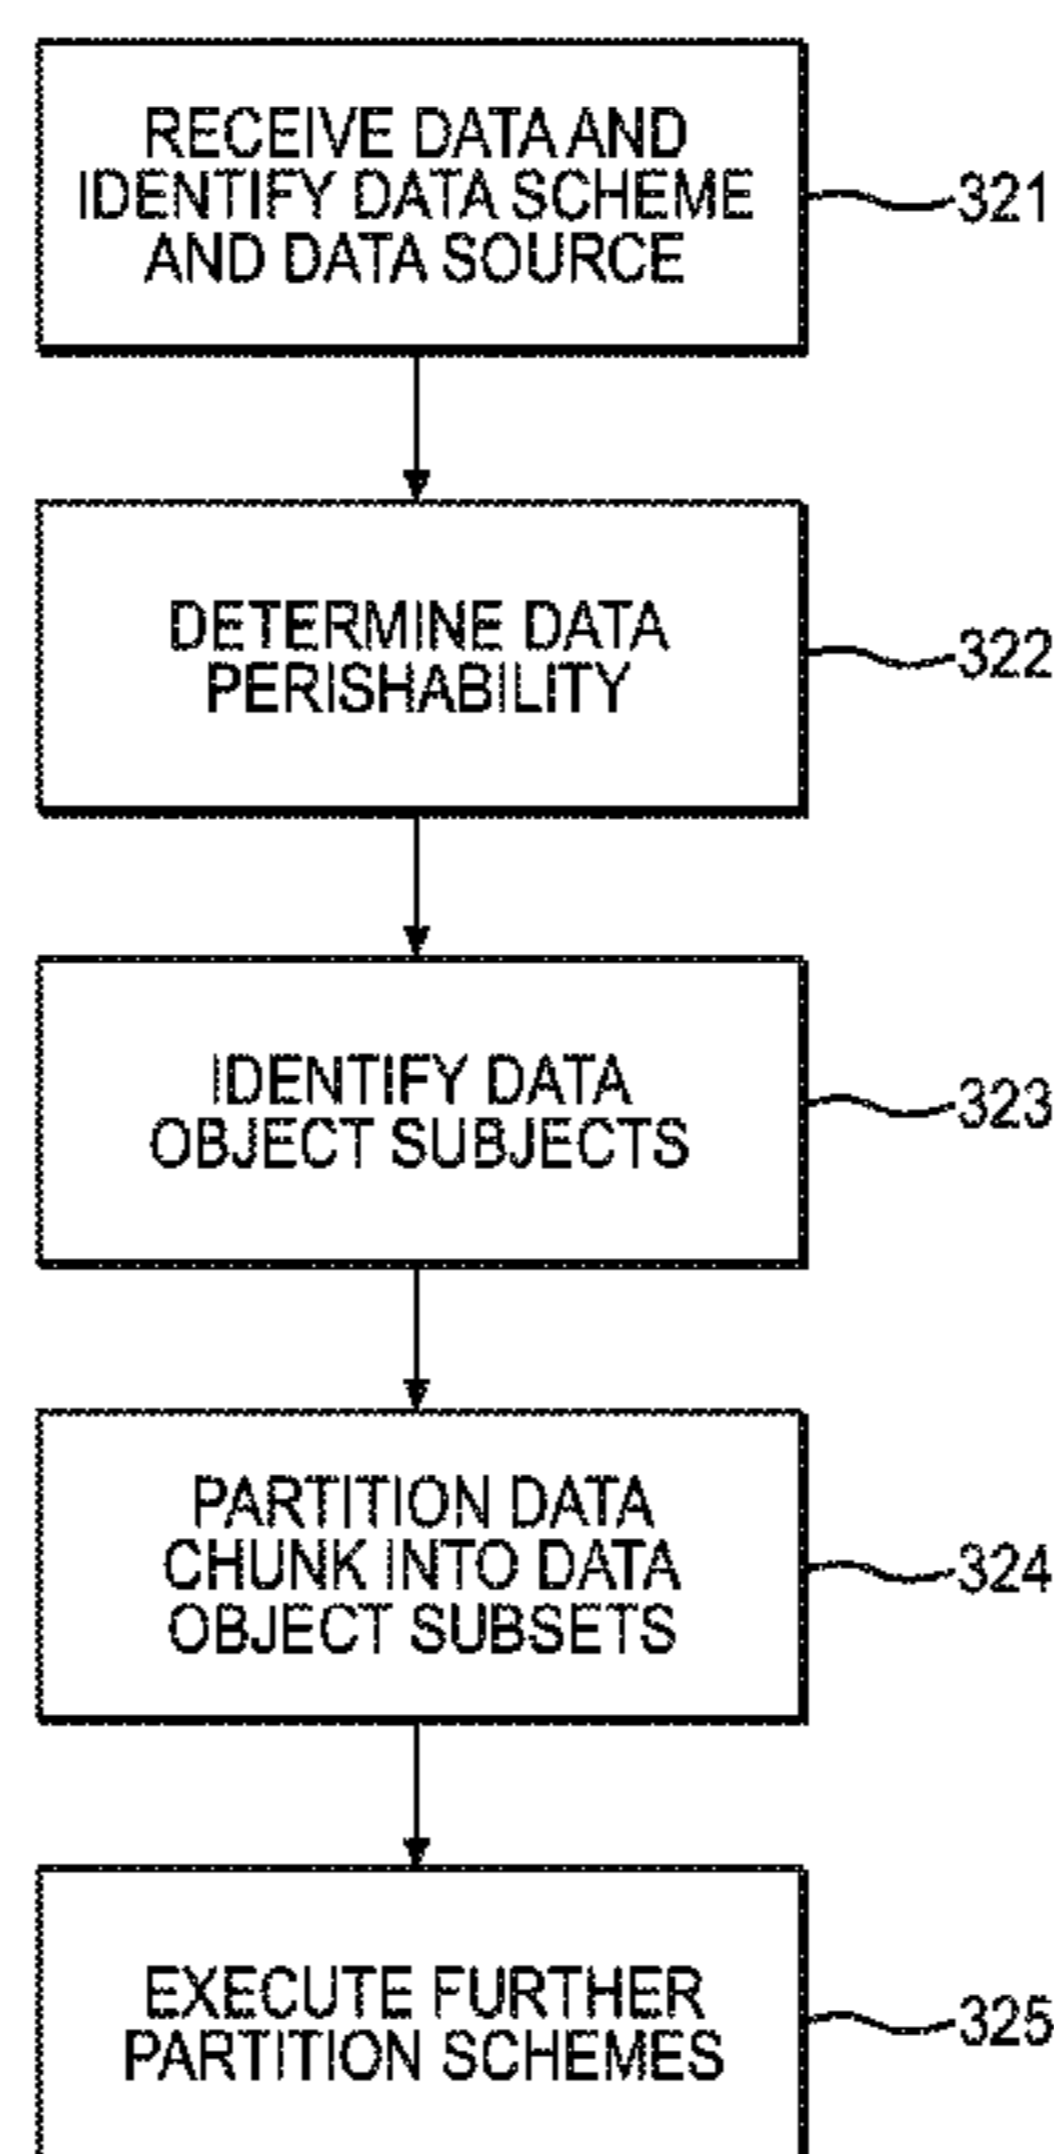 RECEIVE DATA AND
IDENTIFY DATA SCHEME
AND DATA SOURCE
321
DETERMINE DATA
PERISHABILITY
322
IDENTIFY DATA
OBJECT SUBJECTS
323
PARTITION DATA
CHUNK INTO DATA
OBJECT SUBSETS
324
EXECUTE FURTHER
PARTITION SCHEMES
325